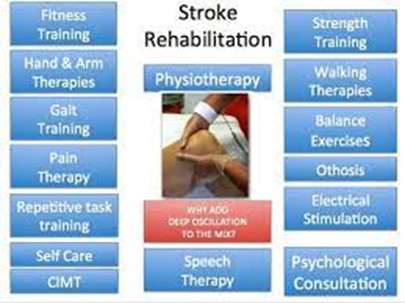 Stroke
Rehabilitation
Fitness
Training
Hand & Arm
Therapies
Gait
Training
Pain
Therapy
Repetitive task
training
Self Care
CIMT
Physiotherapy
WHY ADD
DEEP OSCILLATION
TO THE MIX?
Speech
Therapy
Strength
Training
Walking
Therapies
Balance
Exercises
Othosis
Electrical
Stimulation
Psychological
Consultation